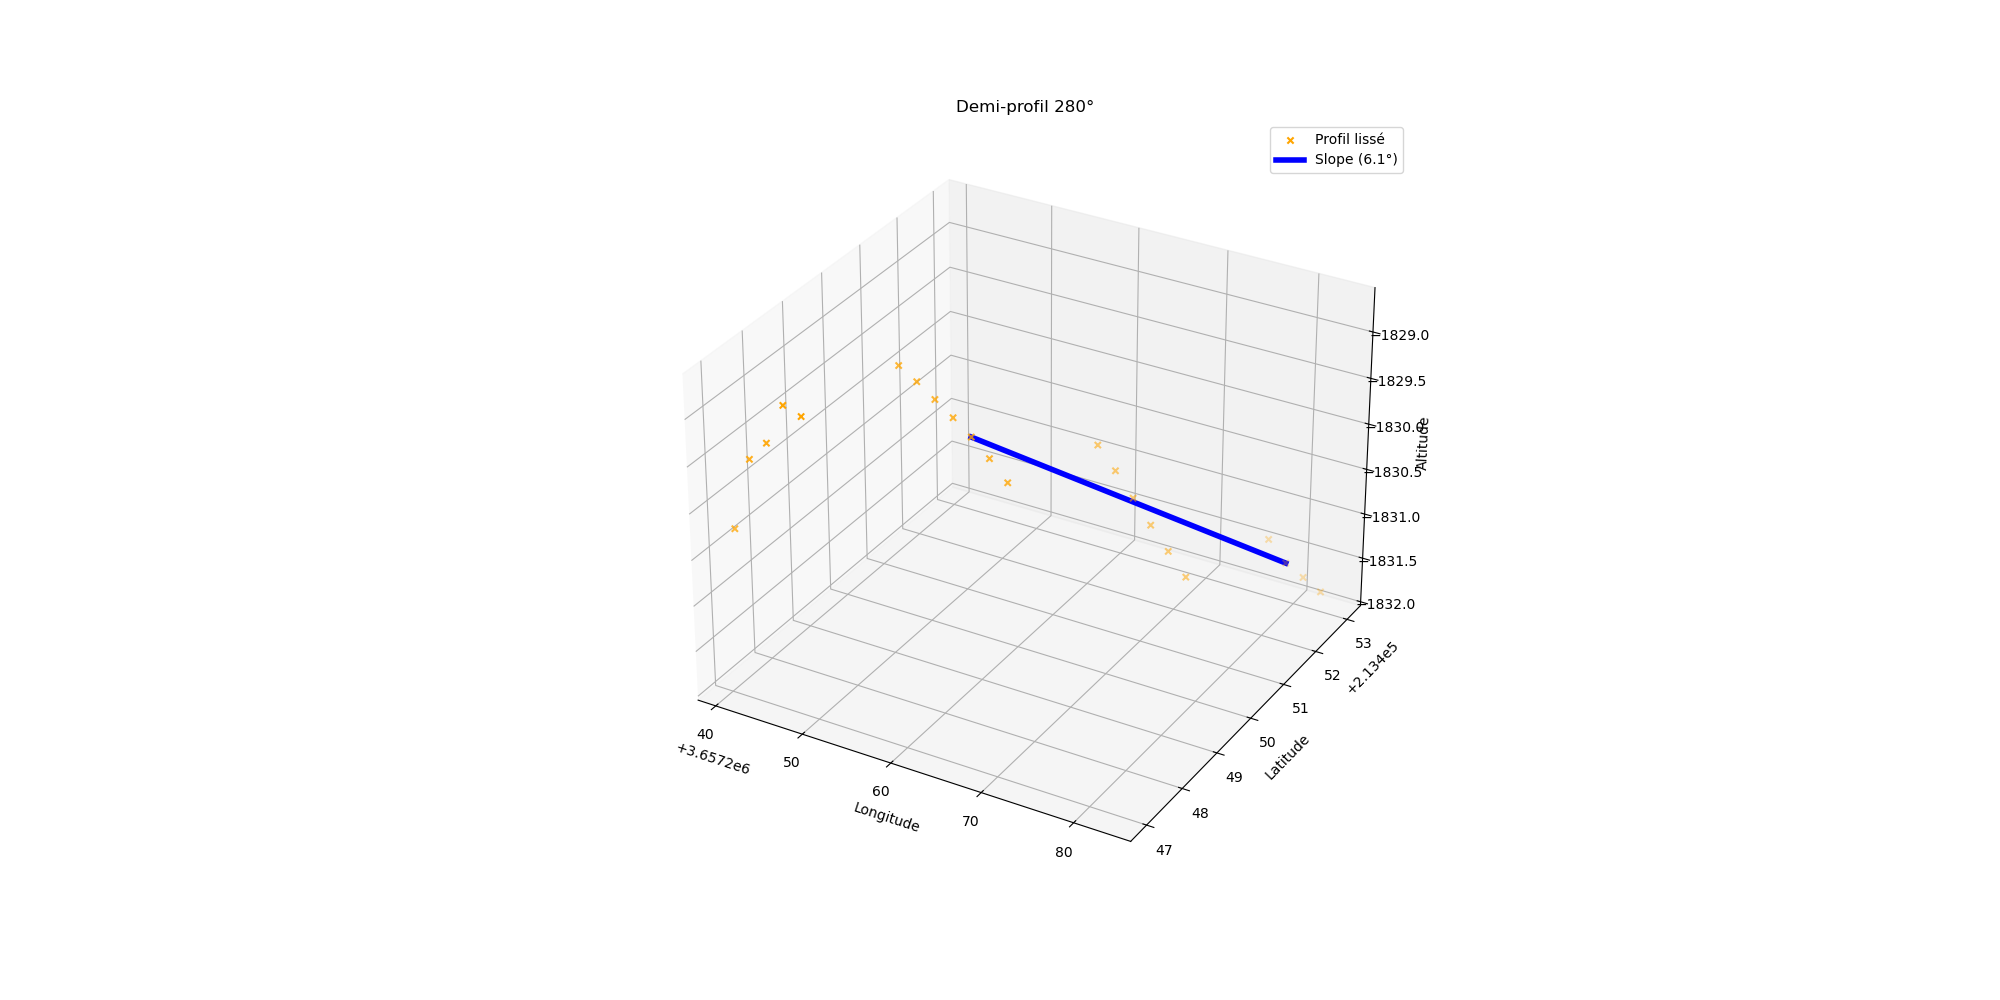 Demi-profil 280°
Profil lissé
Slope (6.1°)
−1829.0
−1829.5
−1830.0
−1830.5
−1831.0
−1831.5
−1832.0
Altitude
53
52
51
50
49
48
47
+2.134e5
Latitude
40
50
60
70
80
+3.6572e6
Longitude